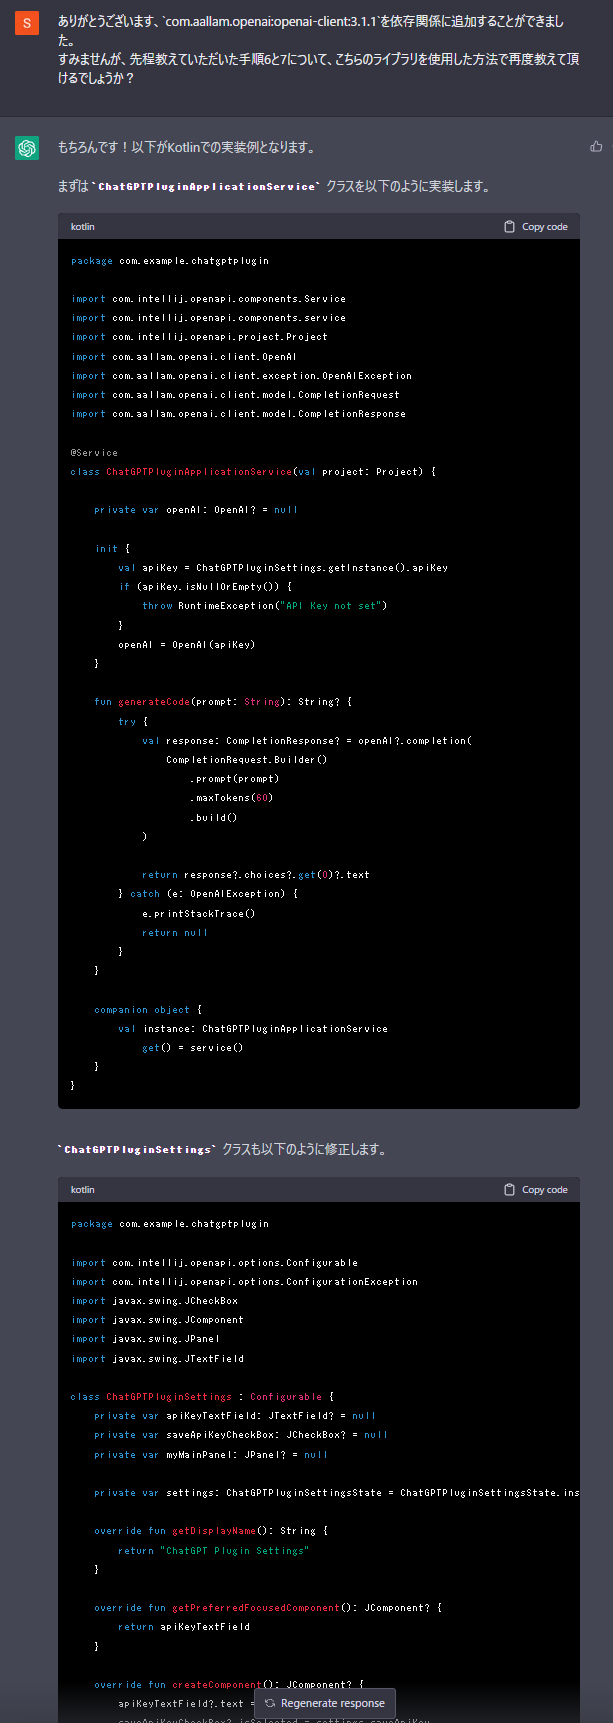 S
ありがとうございます、`com.aallam.openai:openai-client:3.1.1`を依存関係に追加することができまし
た。
すみませんが、先程教えていただいた手順6と7について、こちらのライブラリを使用した方法で再度教えて頂
けるでしょうか？
もちろんです！以下がKotlinでの実装例となります。
まずは `ChatGPTPluginApplicationService` クラスを以下のように実装します。
kotlin
Copy code
package com.example.chatgptplugin
import com.intellij.openapi.components.Service
import com.intellij.openapi.components.service
import com.intellij.openapi.project.Project
import com.aallam.openai.client.OpenAI
import com.aallam.openai.client.exception.OpenAIException
import com.aallam.openai.client.model.CompletionRequest
import com.aallam.openai.client.model.CompletionResponse
@Service
class ChatGPTPluginApplicationService(val project: Project) {
private var openAI: OpenAI? = null
init {
val apiKey = ChatGPTPluginSettings.getInstance().apiKey
if (apiKey.isNullOrEmpty()) {
throw RuntimeException("API Key not set")
}
openAI = OpenAI(apiKey)
}
fun generateCode(prompt: String): String? {
try {
val response: CompletionResponse? = openAI?.completion(
CompletionRequest.Builder()
.prompt(prompt)
.maxTokens(60)
.build()
)
return response?.choices?.get(0)?.text
} catch (e: OpenAIException) {
e.printStackTrace()
return null
}
}
companion object {
val instance: ChatGPTPluginApplicationService
get() = service()
}
}
`ChatGPTPluginSettings` クラスも以下のように修正します。
kotlin
Copy code
package com.example.chatgptplugin
import com.intellij.openapi.options.Configurable
import com.intellij.openapi.options.ConfigurationException
import javax.swing.JCheckBox
import javax.swing.JComponent
import javax.swing.JPanel
import javax.swing.JTextField
class ChatGPTPluginSettings : Configurable {
private var apiKeyTextField: JTextField? = null
private var saveApiKeyCheckBox: JCheckBox? = null
private var myMainPanel: JPanel? = null
private var settings: ChatGPTPluginSettingsState = ChatGPTPluginSettingsState.ins
override fun getDisplayName(): String {
return "ChatGPT Plugin Settings"
}
override fun getPreferredFocusedComponent(): JComponent? {
return apiKeyTextField
}
override fun createComponent(): JComponent? {
apiKeyTextField?.text =
Regenerate response